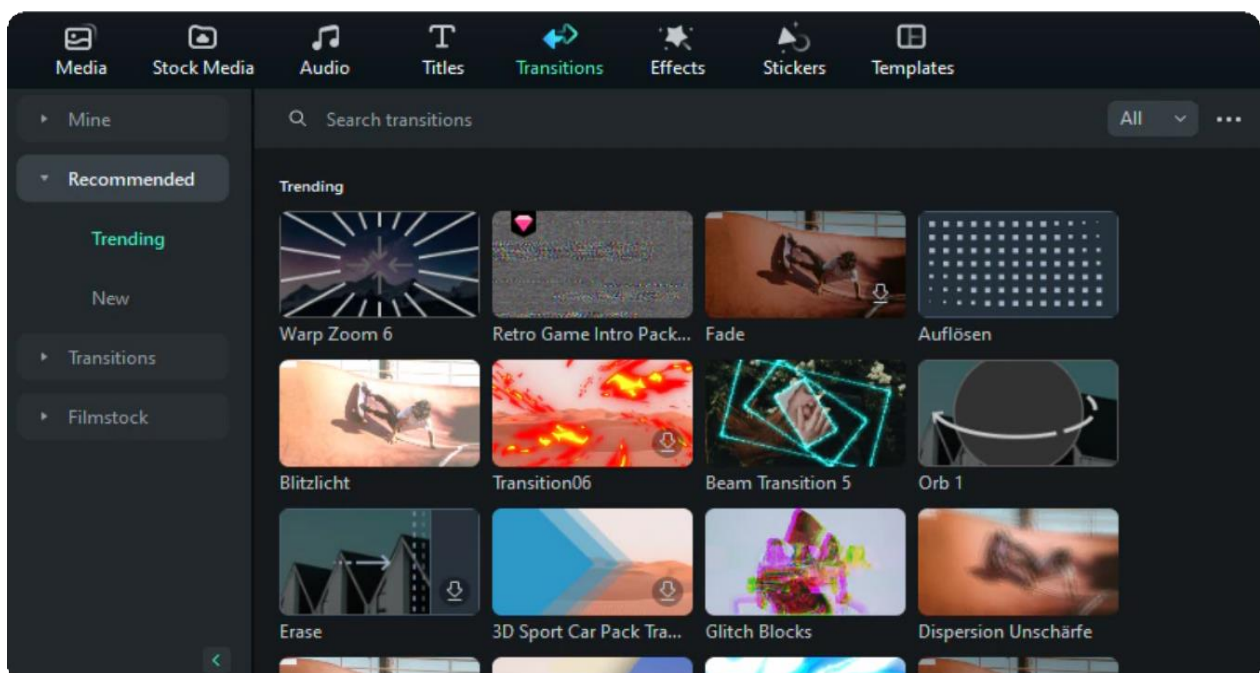 Media
Stock Media
Audio
Titles
Transitions
Effects
Stickers
Templates
Mine
Search transitions
All
Recommended
Trending
New
Transitions
Filmstock
Trending
Warp Zoom 6
Retro Game Intro Pack...
Fade
Auflösen
Blitzlicht
Transition06
Beam Transition 5
Orb 1
Erase
3D Sport Car Pack Tra...
Glitch Blocks
Dispersion Unschärfe